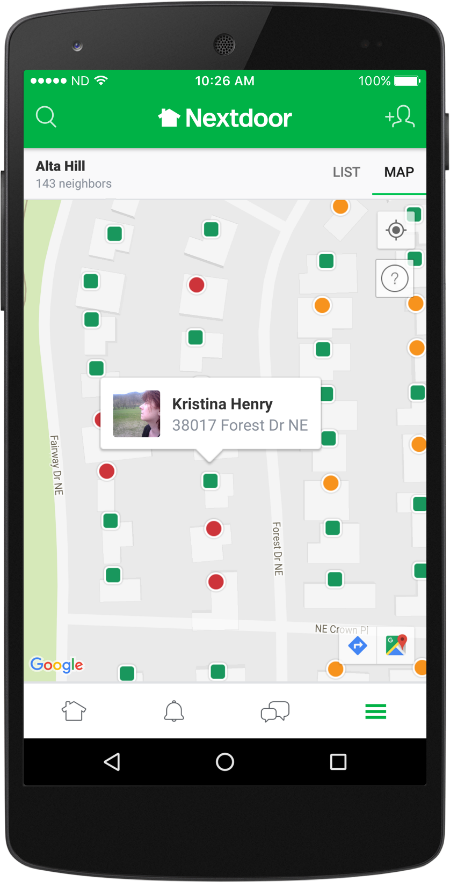 ND 10:26 AM 100%
Nextdoor
Alta Hill
143 neighbors
LIST MAP
?
Kristina Henry
38017 Forest Dr NE
Fairway Dr NE
Forest Dr NE
NE Crown Pl
G
Google